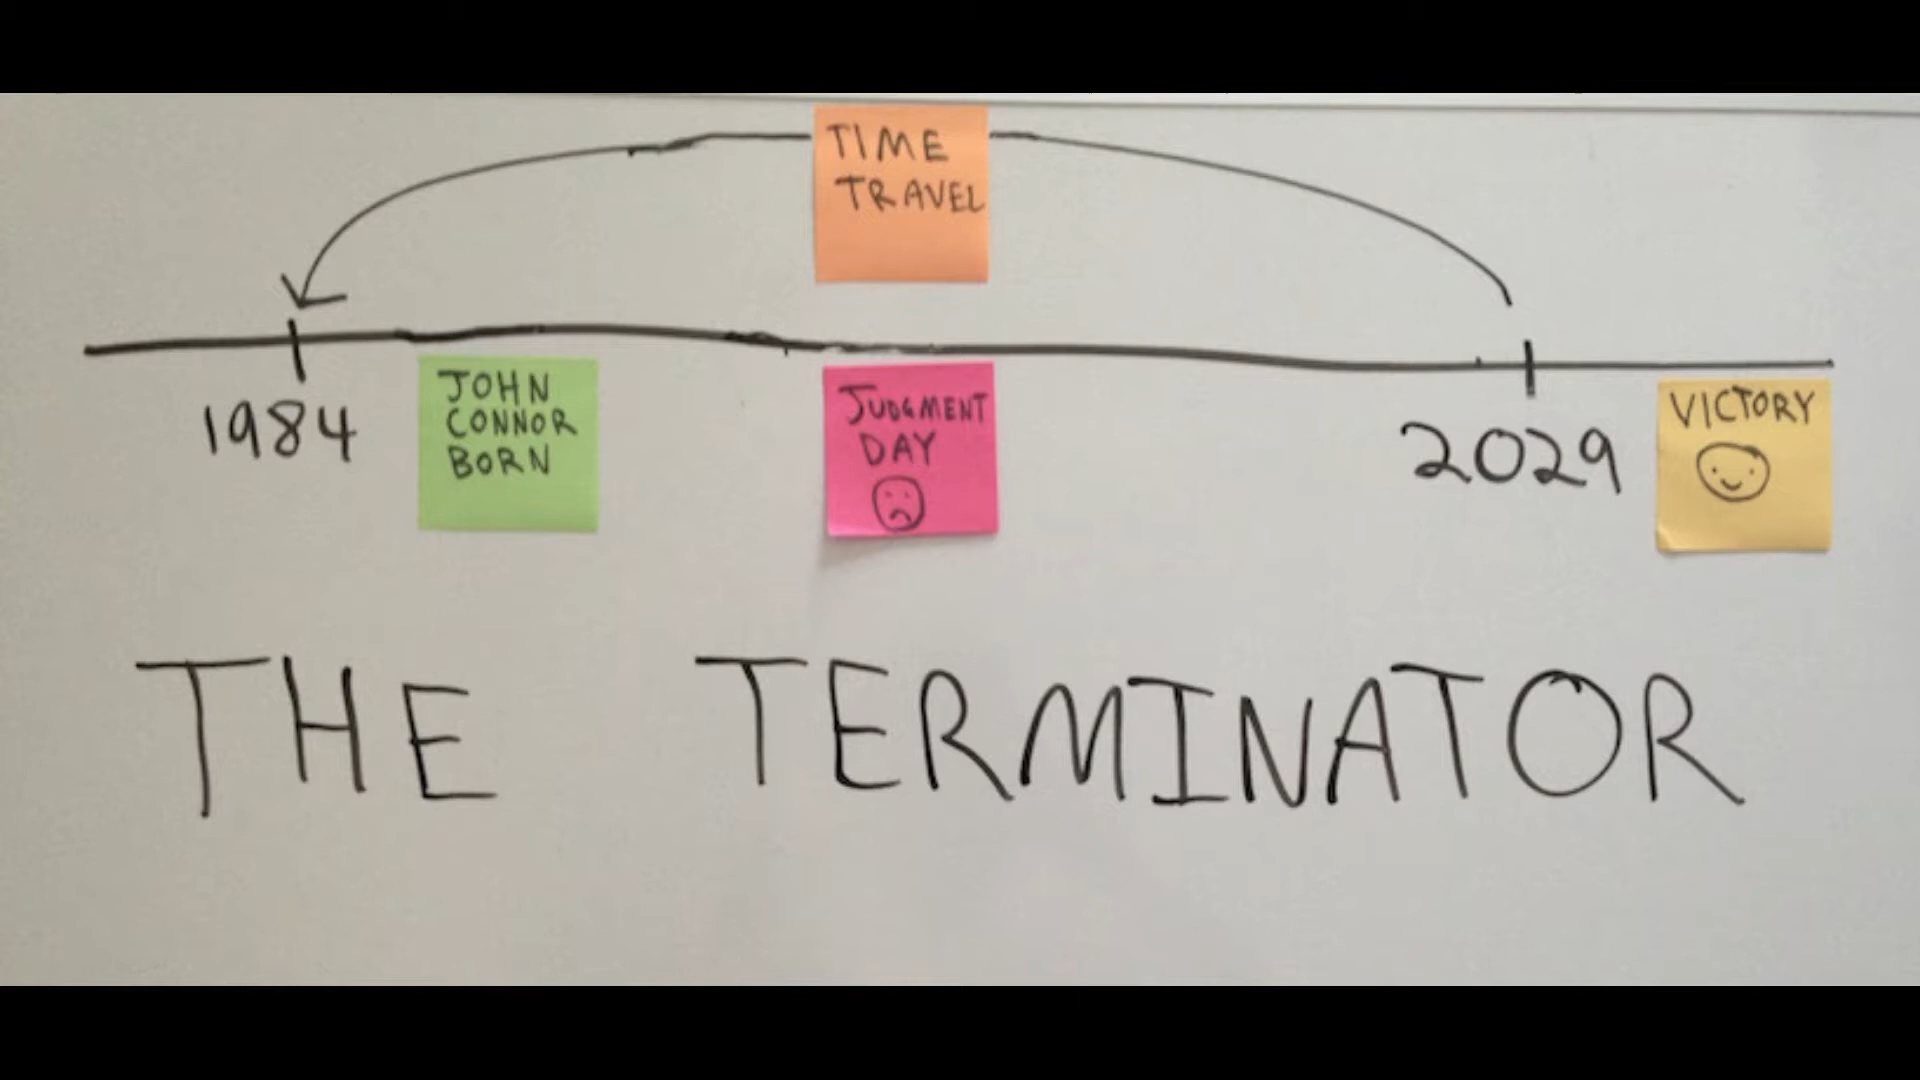 TIME
TRAVEL
1984
JOHN
CONNOR
BORN
JUDGMENT
DAY
2029
VICTORY
THE TERMINATOR